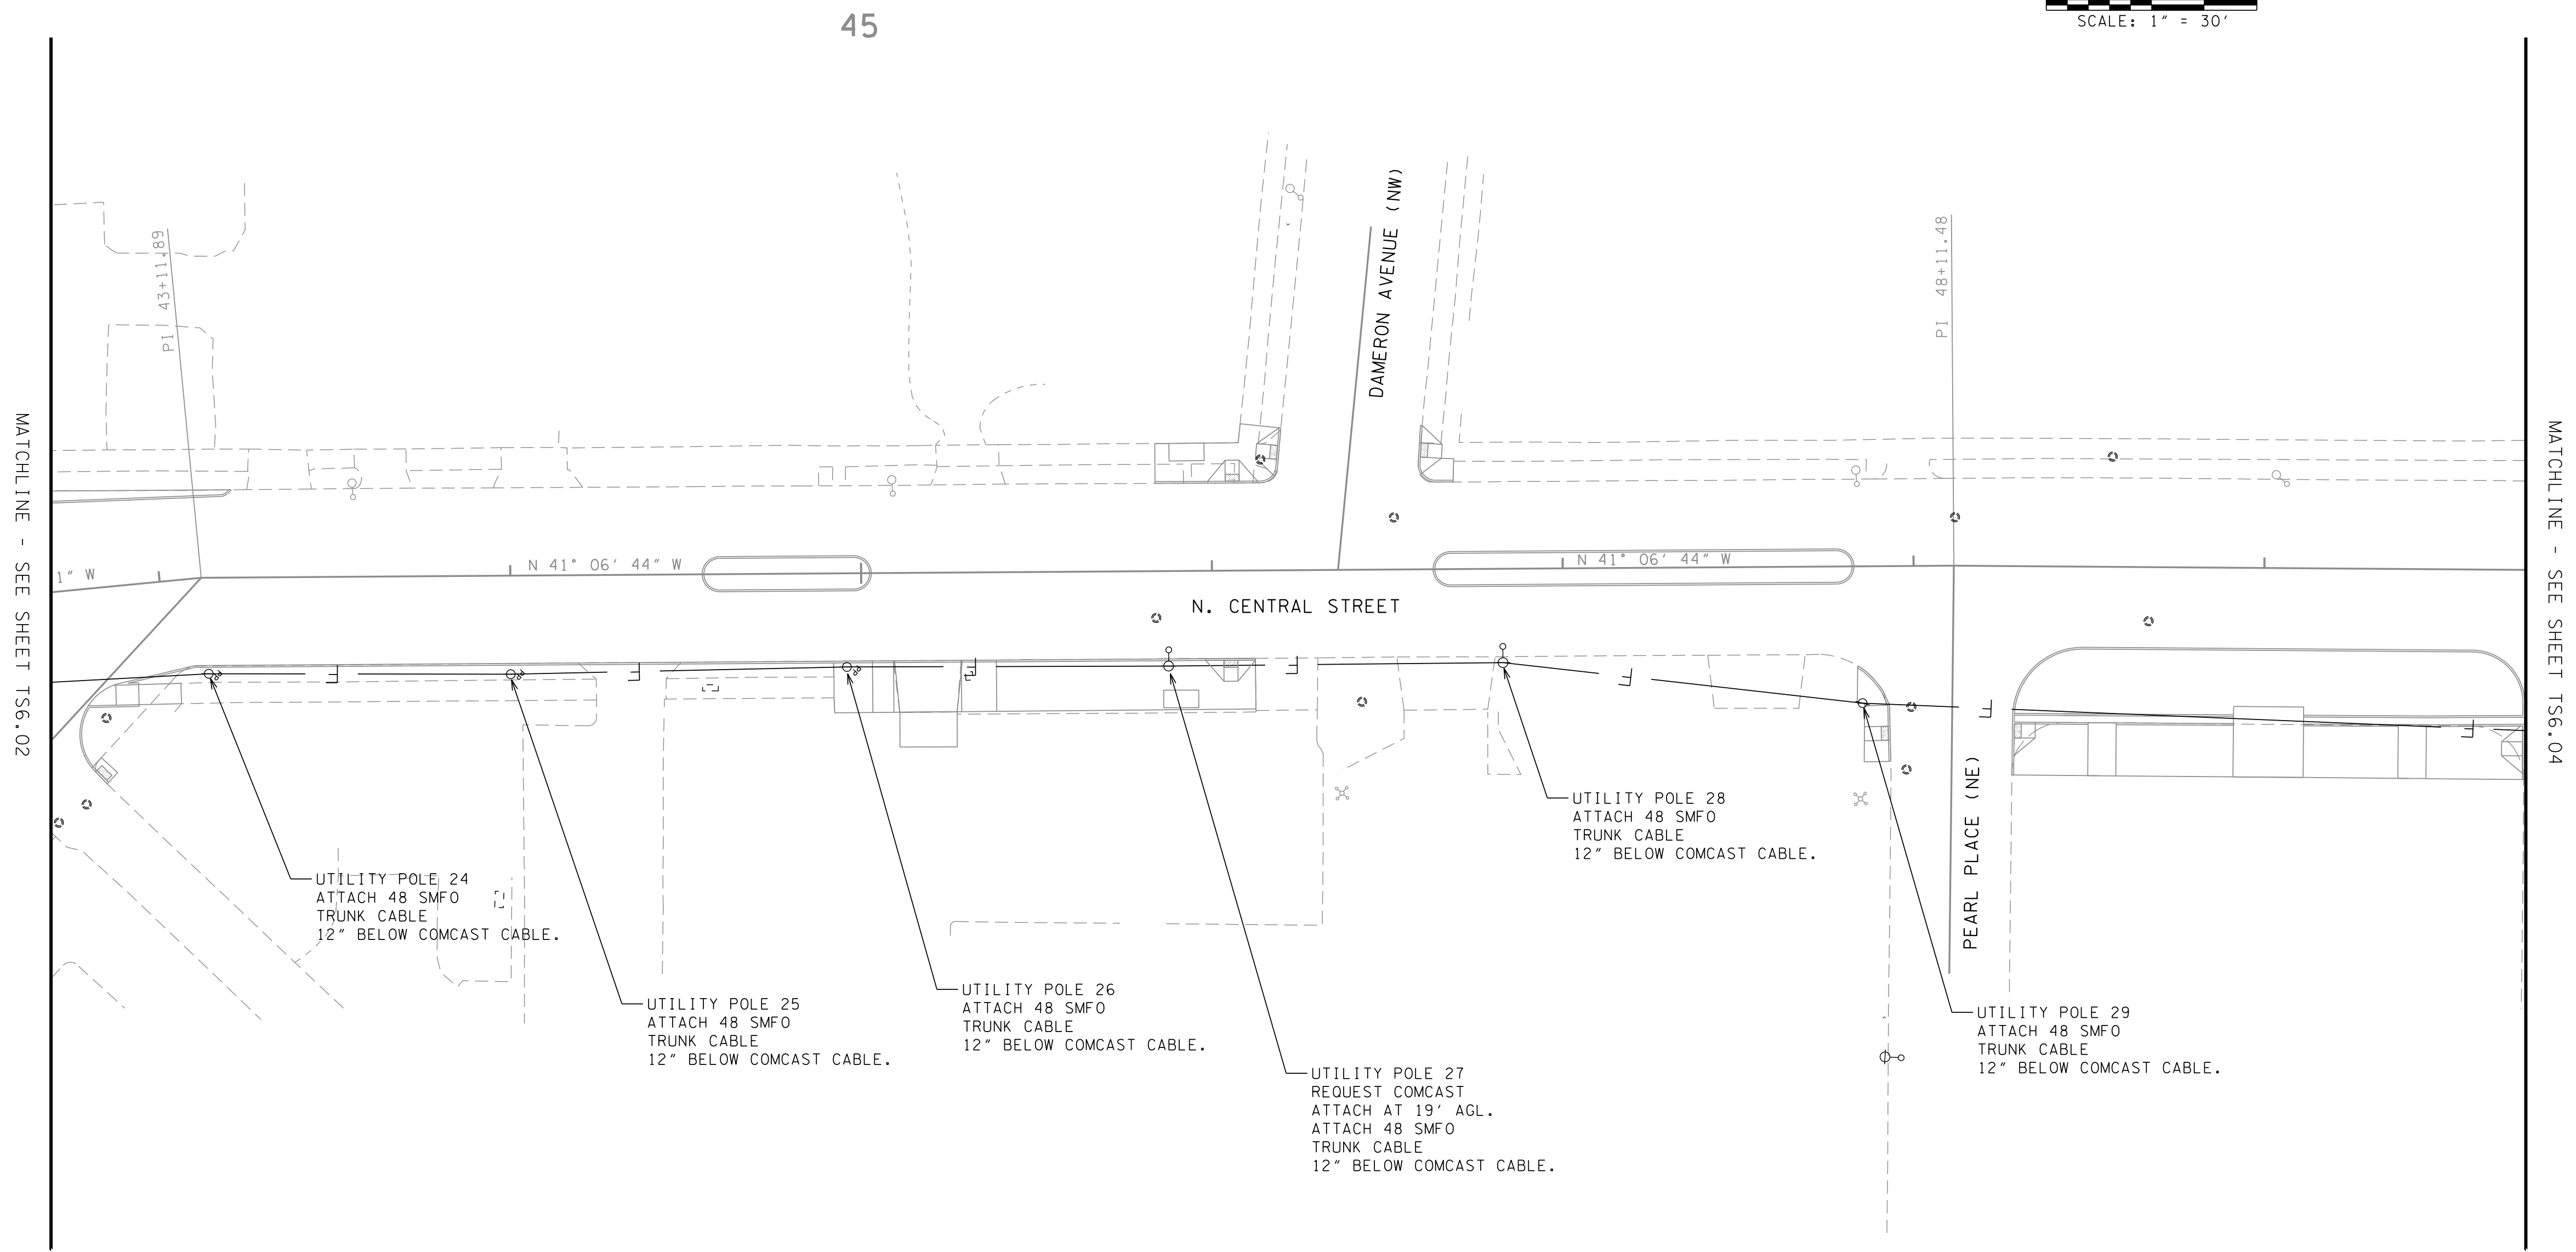 45
SCALE: 1" = 30'
MATCHLINE - SEE SHEET TS6.02
MATCHLINE - SEE SHEET TS6.04
PI 43+11.89
DAMERON AVENUE (NW)
PI 48+11.48
1" W
N 41° 06' 44" W
N 41° 06' 44" W
N. CENTRAL STREET
F
F
F
F
F
F
F
PP
PP
PP
PEARL PLACE (NE)
UTILITY POLE 24
ATTACH 48 SMFO
TRUNK CABLE
12" BELOW COMCAST CABLE.
UTILITY POLE 25
ATTACH 48 SMFO
TRUNK CABLE
12" BELOW COMCAST CABLE.
UTILITY POLE 26
ATTACH 48 SMFO
TRUNK CABLE
12" BELOW COMCAST CABLE.
UTILITY POLE 27
REQUEST COMCAST
ATTACH AT 19' AGL.
ATTACH 48 SMFO
TRUNK CABLE
12" BELOW COMCAST CABLE.
UTILITY POLE 28
ATTACH 48 SMFO
TRUNK CABLE
12" BELOW COMCAST CABLE.
UTILITY POLE 29
ATTACH 48 SMFO
TRUNK CABLE
12" BELOW COMCAST CABLE.